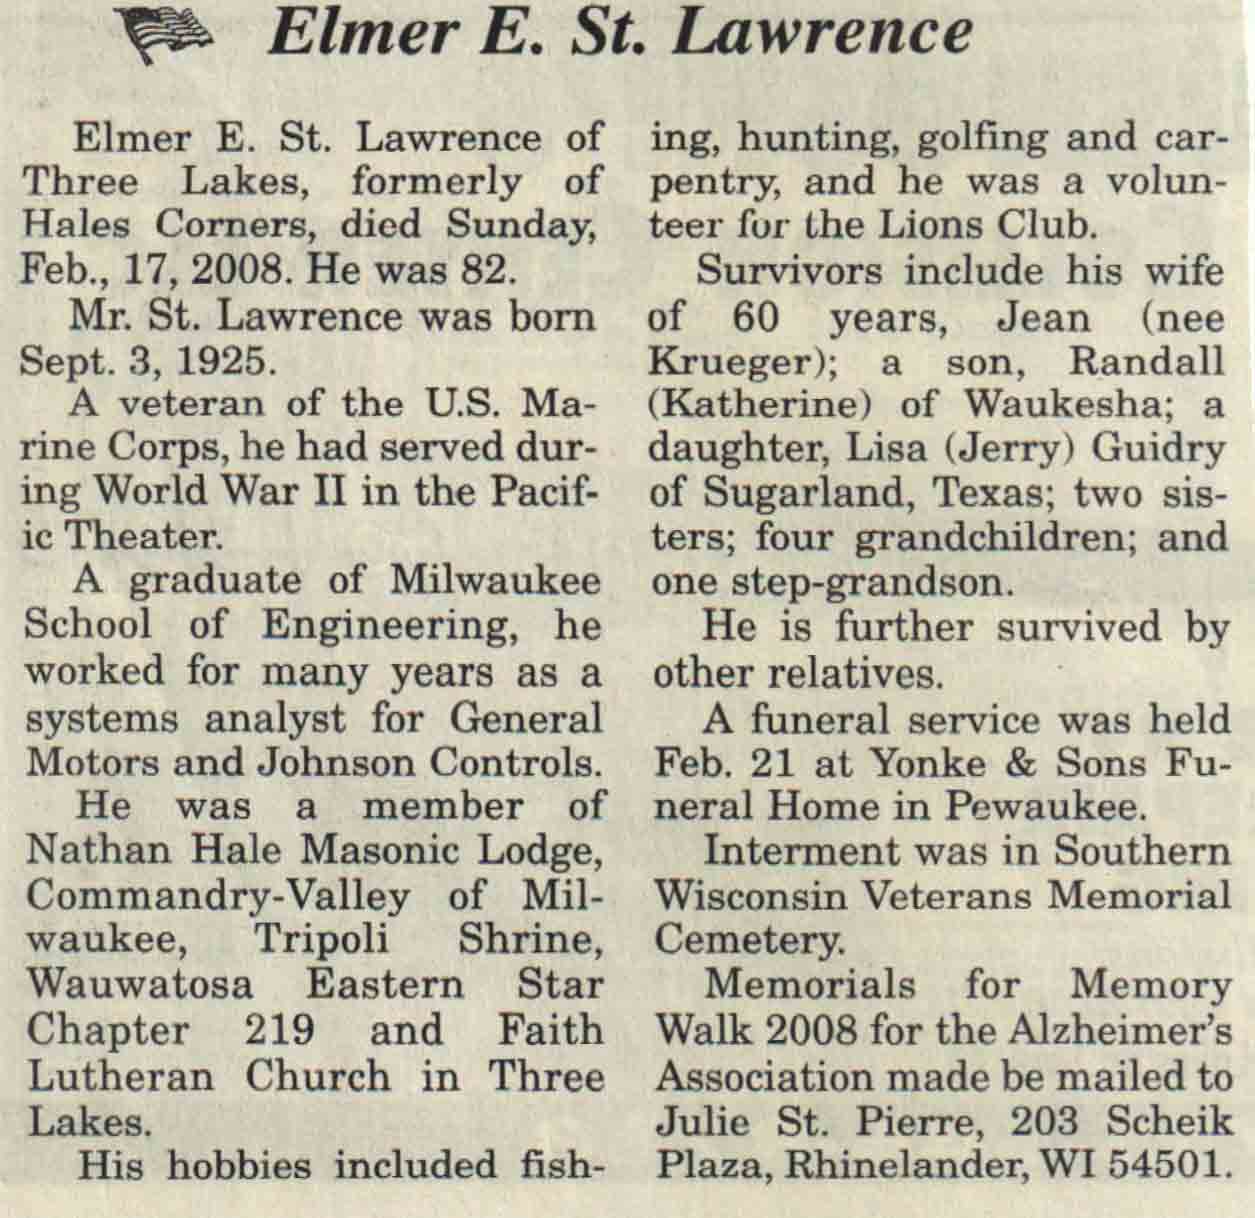 Elmer E. St. Lawrence
Elmer E. St. Lawrence of
Three Lakes, formerly of
Hales Corners, died Sunday,
Feb., 17, 2008. He was 82.
Mr. St. Lawrence was born
Sept. 3, 1925.
A veteran of the U.S. Ma-
rine Corps, he had served dur-
ing World War II in the Pacif-
ic Theater.
A graduate of Milwaukee
School of Engineering, he
worked for many years as a
systems analyst for General
Motors and Johnson Controls.
He was a member of
Nathan Hale Masonic Lodge,
Commandry-Valley of Mil-
waukee, Tripoli Shrine,
Wauwatosa Eastern Star
Chapter 219 and Faith
Lutheran Church in Three
Lakes.
His hobbies included fish-
ing, hunting, golfing and car-
pentry, and he was a volun-
teer for the Lions Club.
Survivors include his wife
of 60 years, Jean (nee
Krueger); a son, Randall
(Katherine) of Waukesha; a
daughter, Lisa (Jerry) Guidry
of Sugarland, Texas; two sis-
ters; four grandchildren; and
one step-grandson.
He is further survived by
other relatives.
A funeral service was held
Feb. 21 at Yonke & Sons Fu-
neral Home in Pewaukee.
Interment was in Southern
Wisconsin Veterans Memorial
Cemetery.
Memorials for Memory
Walk 2008 for the Alzheimer's
Association made be mailed to
Julie St. Pierre, 203 Scheik
Plaza, Rhinelander, WI 54501.